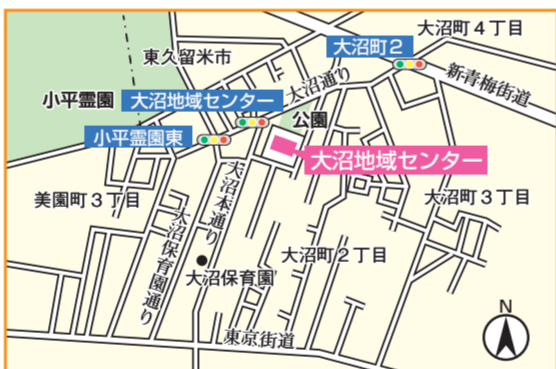 大沼町４丁目
大沼町２
東久留米市
新青梅街道
大沼通り
小平霊園
大沼地域センター
公園
小平霊園東
大沼地域センター
美園町３丁目
大沼本通り
大沼保育園通り
大沼町３丁目
大沼町２丁目
大沼保育園
東京街道
N